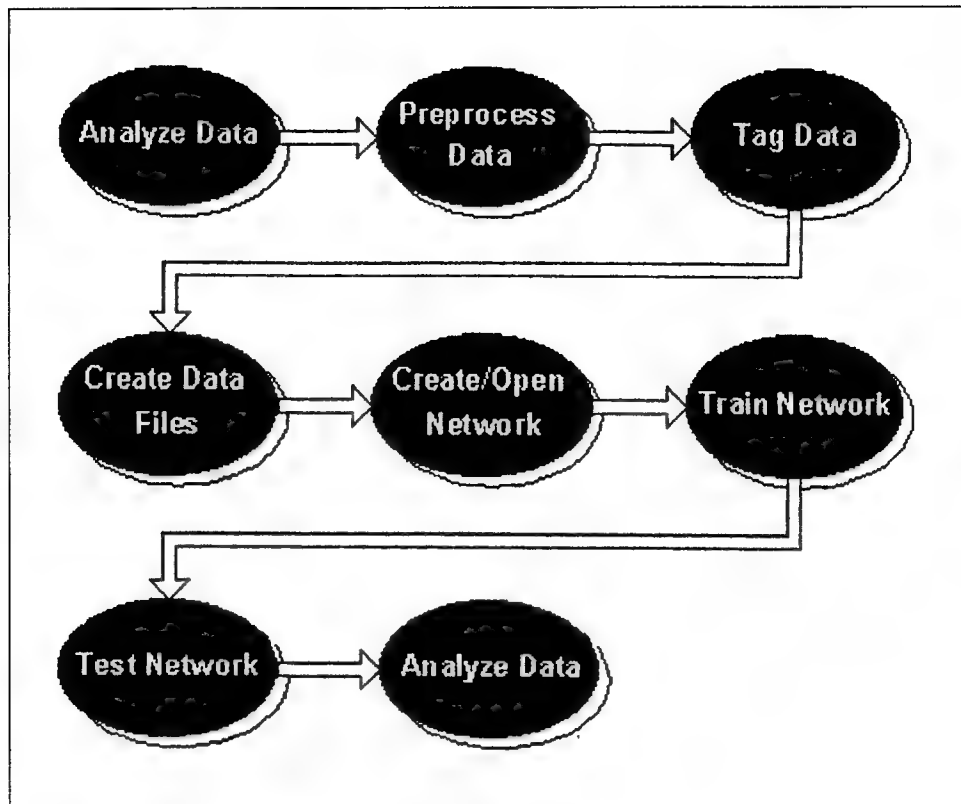 Analyze Data
Preprocess
Data
Tag Data
Create Data
Files
Create/Open
Network
Train Network
Test Network
Analyze Data